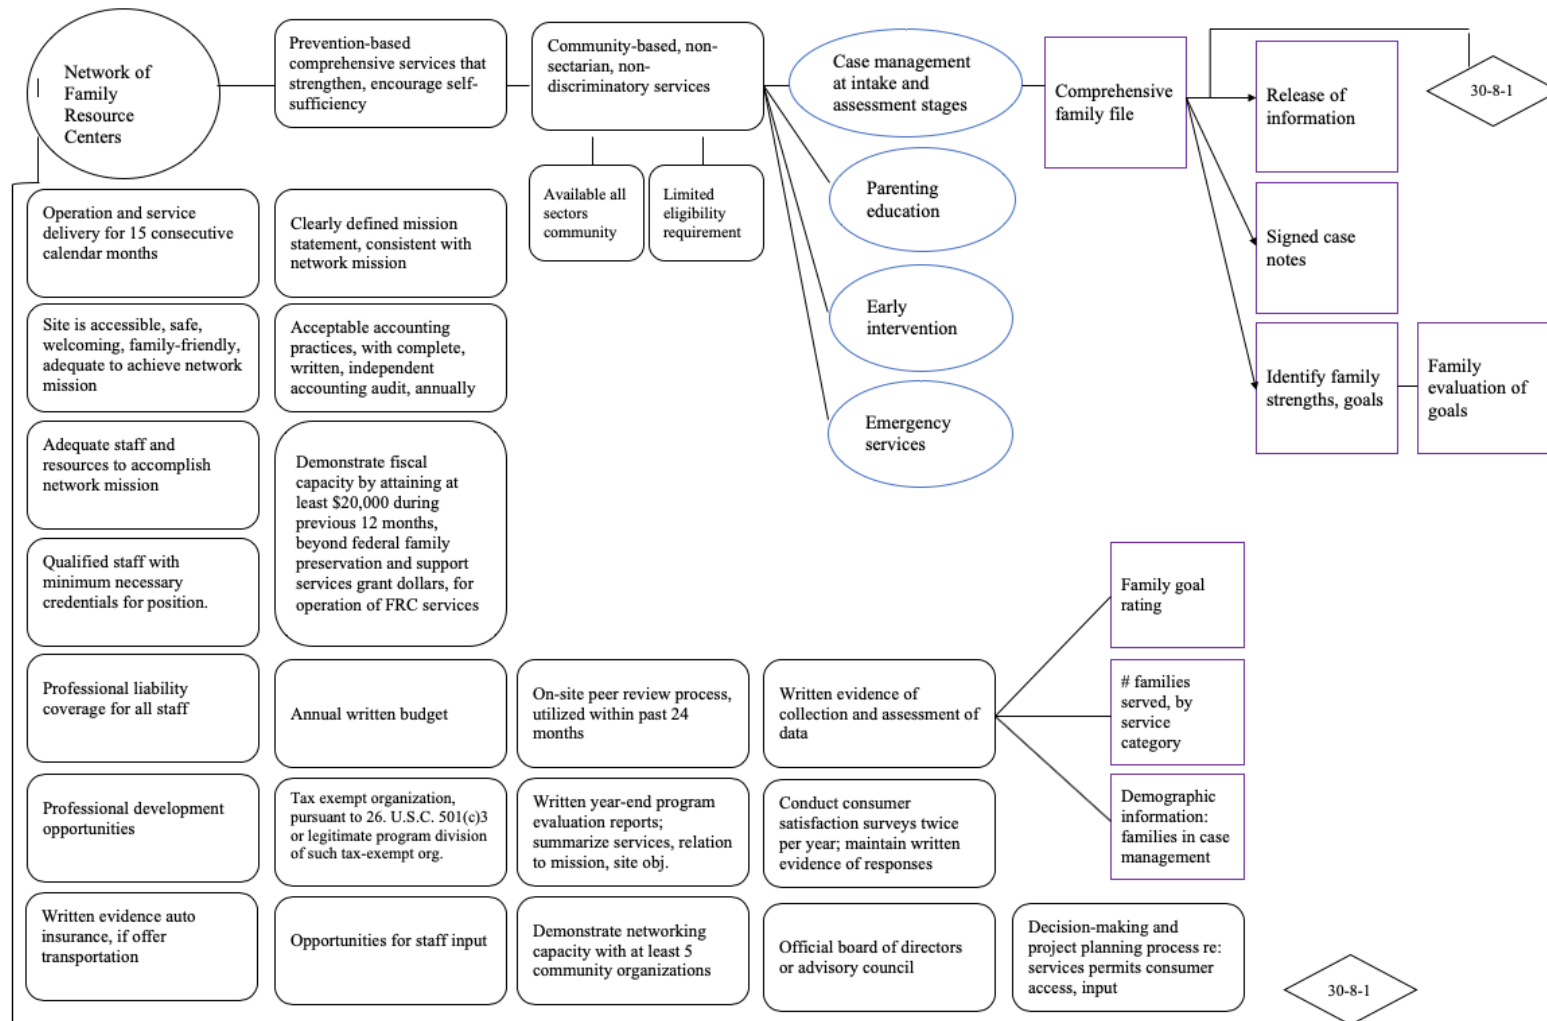 Network of
Family
Resource
Centers
Prevention-based
comprehensive services that
strengthen, encourage self-
sufficiency
Community-based, non-
sectarian, non-
discriminatory services
Case management
at intake and
assessment stages
Comprehensive
family file
Release of
information
30-8-1
Available all
sectors
community
Limited
eligibility
requirement
Parenting
education
Signed case
notes
Early
intervention
Identify family
strengths, goals
Family
evaluation of
goals
Emergency
services
Operation and service
delivery for 15 consecutive
calendar months
Clearly defined mission
statement, consistent with
network mission
Site is accessible, safe,
welcoming, family-friendly,
adequate to achieve network
mission
Acceptable accounting
practices, with complete,
written, independent
accounting audit, annually
Adequate staff and
resources to accomplish
network mission
Demonstrate fiscal
capacity by attaining at
least $20,000 during
previous 12 months,
beyond federal family
preservation and support
services grant dollars, for
operation of FRC services
Qualified staff with
minimum necessary
credentials for position.
Professional liability
coverage for all staff
Annual written budget
On-site peer review process,
utilized within past 24
months
Written evidence of
collection and assessment of
data
Family goal
rating
# families
served, by
service
category
Demographic
information:
families in case
management
Professional development
opportunities
Tax exempt organization,
pursuant to 26. U.S.C. 501(c)3
or legitimate program division
of such tax-exempt org.
Written year-end program
evaluation reports;
summarize services, relation
to mission, site obj.
Conduct consumer
satisfaction surveys twice
per year; maintain written
evidence of responses
Written evidence auto
insurance, if offer
transportation
Opportunities for staff input
Demonstrate networking
capacity with at least 5
community organizations
Official board of directors
or advisory council
Decision-making and
project planning process re:
services permits consumer
access, input
30-8-1